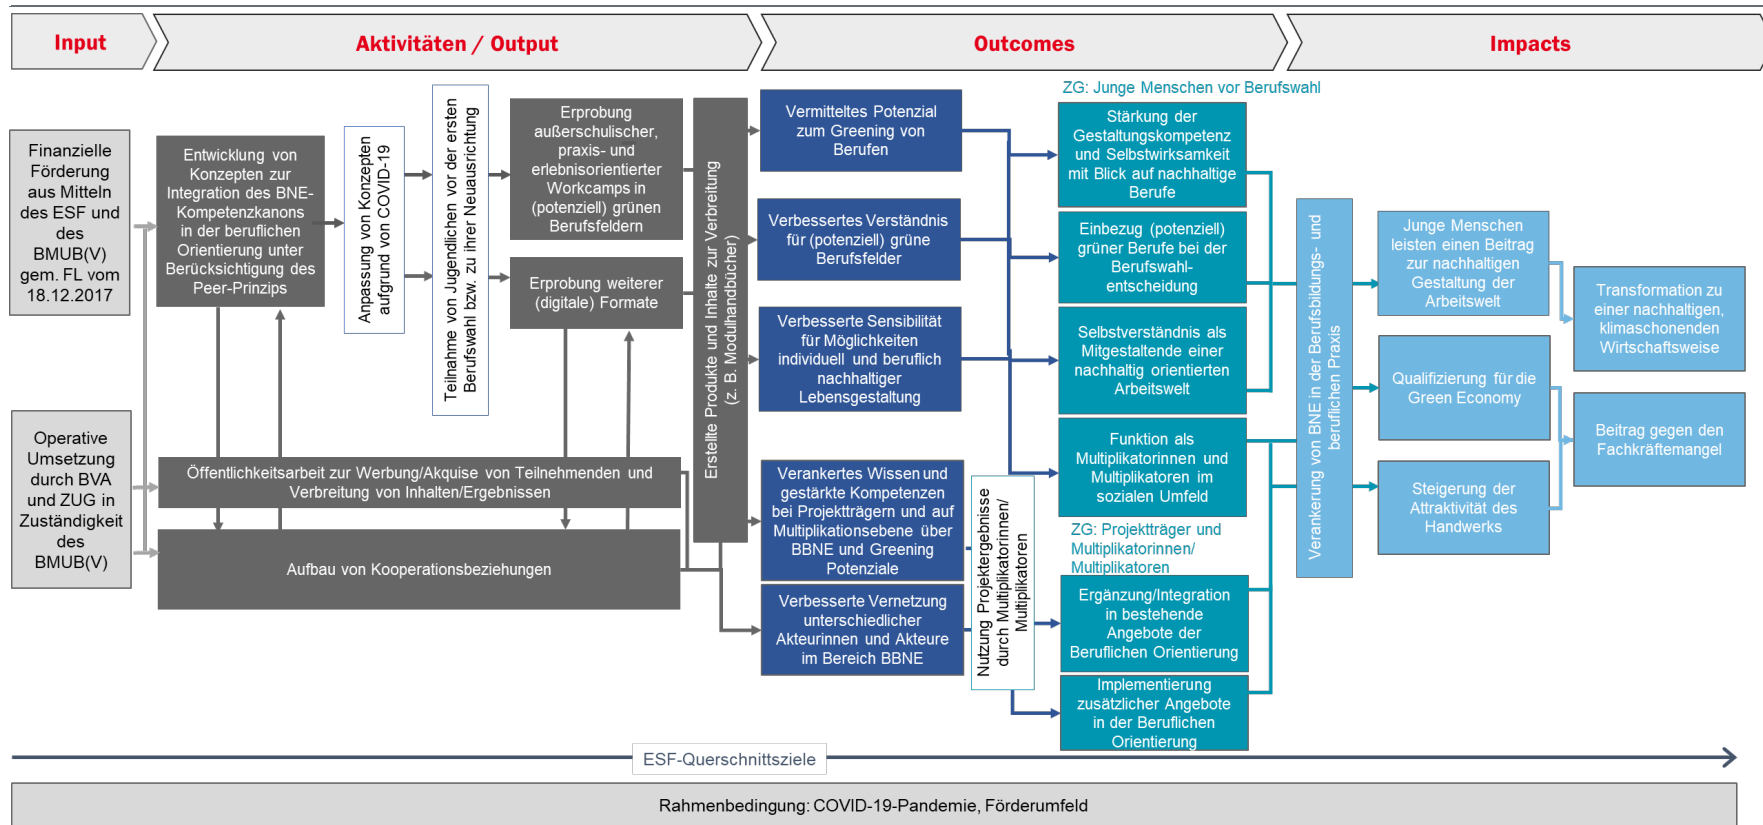 Input
Aktivitäten / Output
Outcomes
Impacts
Finanzielle
Förderung
aus Mitteln
des ESF und
des
BMUB(V)
gem. FL vom
18.12.2017
Operative
Umsetzung
durch BVA
und ZUG in
Zuständigkeit
des
BMUB(V)
Entwicklung von
Konzepten zur
Integration des BNE-
Kompetenzkanons
in der beruflichen
Orientierung unter
Berücksichtigung des
Peer-Prinzips
Anpassung von Konzepten
aufgrund von COVID-19
Teilnahme von Jugendlichen vor der ersten
Berufswahl bzw. zu ihrer Neuausrichtung
Erprobung
außerschulischer,
praxis- und
erlebnisorientierter
Workcamps in
(potenziell) grünen
Berufsfeldern
Erprobung weiterer
(digitale) Formate
Öffentlichkeitsarbeit zur Werbung/Akquise von Teilnehmenden und
Verbreitung von Inhalten/Ergebnissen
Aufbau von Kooperationsbeziehungen
Erstellte Produkte und Inhalte zur Verbreitung
(z. B. Modulhandbücher)
Vermitteltes Potenzial
zum Greening von
Berufen
Verbessertes Verständnis
für (potenziell) grüne
Berufsfelder
Verbesserte Sensibilität
für Möglichkeiten
individuell und beruflich
nachhaltiger
Lebensgestaltung
Verankertes Wissen und
gestärkte Kompetenzen
bei Projektträgern und auf
Multiplikationsebene über
BBNE und Greening
Potenziale
Verbesserte Vernetzung
unterschiedlicher
Akteurinnen und Akteure
im Bereich BBNE
Nutzung Projektergebnisse
durch Multiplikatorinnen/
Multiplikatoren
ZG: Junge Menschen vor Berufswahl
Stärkung der
Gestaltungskompetenz
und Selbstwirksamkeit
mit Blick auf nachhaltige
Berufe
Einbezug (potenziell)
grüner Berufe bei der
Berufswahl-
entscheidung
Selbstverständnis als
Mitgestaltende einer
nachhaltig orientierten
Arbeitswelt
Funktion als
Multiplikatorinnen und
Multiplikatoren im
sozialen Umfeld
ZG: Projektträger und
Multiplikatorinnen/
Multiplikatoren
Ergänzung/Integration
in bestehende
Angebote der
Beruflichen Orientierung
Implementierung
zusätzlicher Angebote
in der Beruflichen
Orientierung
Verankerung von BNE in der Berufsbildungs- und
beruflichen Praxis
Junge Menschen
leisten einen Beitrag
zur nachhaltigen
Gestaltung der
Arbeitswelt
Qualifizierung für die
Green Economy
Steigerung der
Attraktivität des
Handwerks
Transformation zu
einer nachhaltigen,
klimaschonenden
Wirtschaftsweise
Beitrag gegen den
Fachkräftemangel
ESF-Querschnittsziele
Rahmenbedingung: COVID-19-Pandemie, Förderumfeld